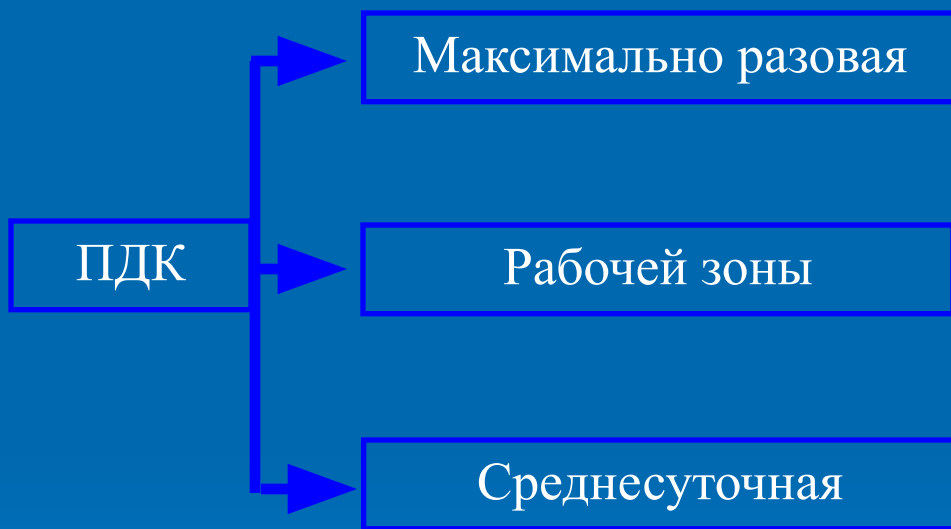 Максимально разовая
ПДК
Рабочей зоны
Среднесуточная